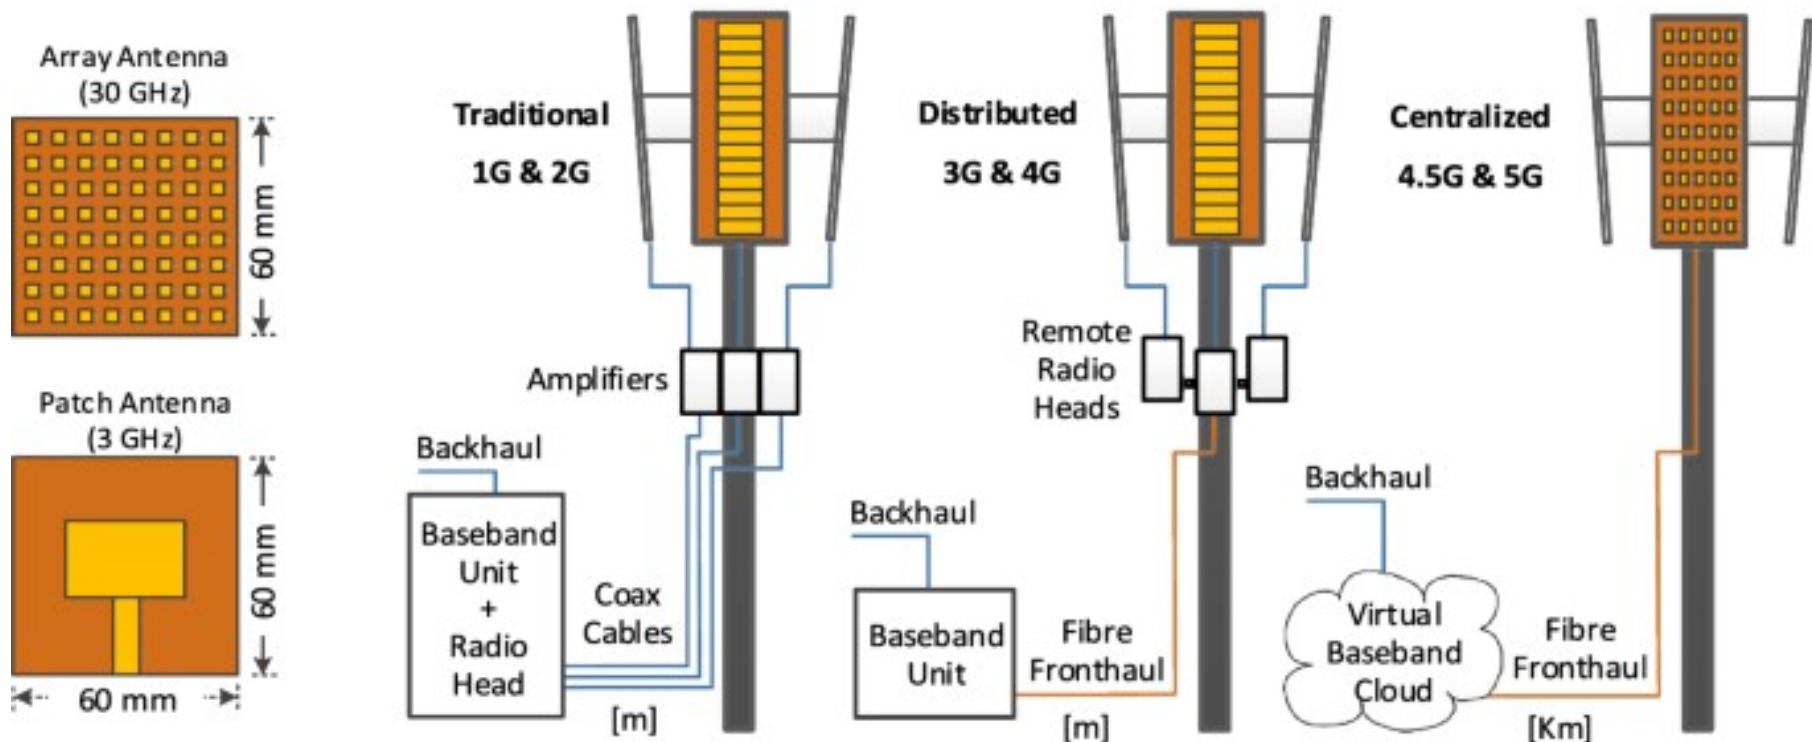 Array Antenna
(30 GHz)
60 mm
Patch Antenna
(3 GHz)
60 mm
60 mm
Traditional
1G & 2G
Amplifiers
Backhaul
Baseband
Unit
+
Radio
Head
Coax
Cables
[m]
Distributed
3G & 4G
Remote
Radio
Heads
Backhaul
Baseband
Unit
Fibre
Fronthaul
[m]
Centralized
4.5G & 5G
Backhaul
Virtual
Baseband
Cloud
Fibre
Fronthaul
[Km]